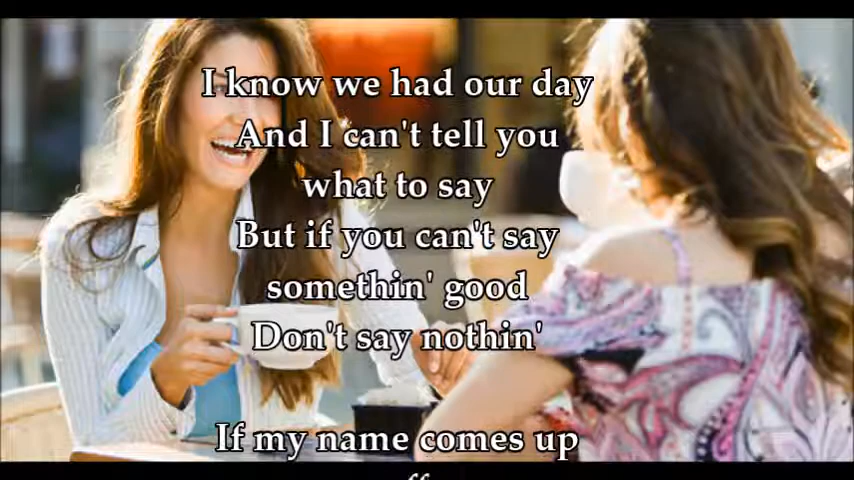 I know we had our day
And I can't tell you
what to say
But if you can't say
somethin' good
Don't say nothin'
If my name comes up